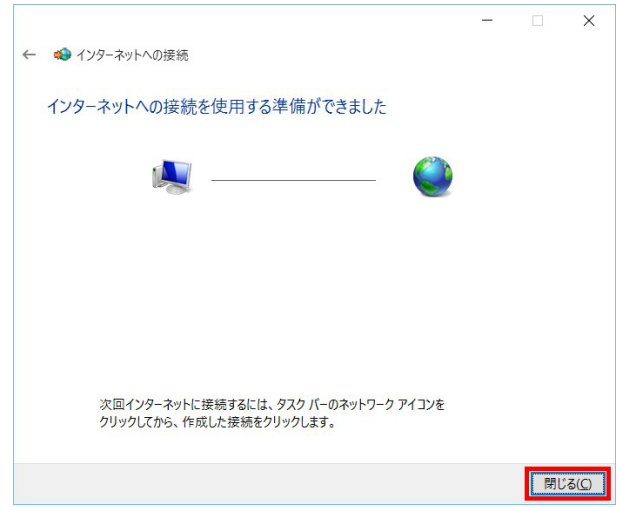 インターネットへの接続
インターネットへの接続を使用する準備ができました
次回インターネットに接続するには、タスク バーのネットワーク アイコンを
クリックしてから、作成した接続をクリックします。
閉じる(C)